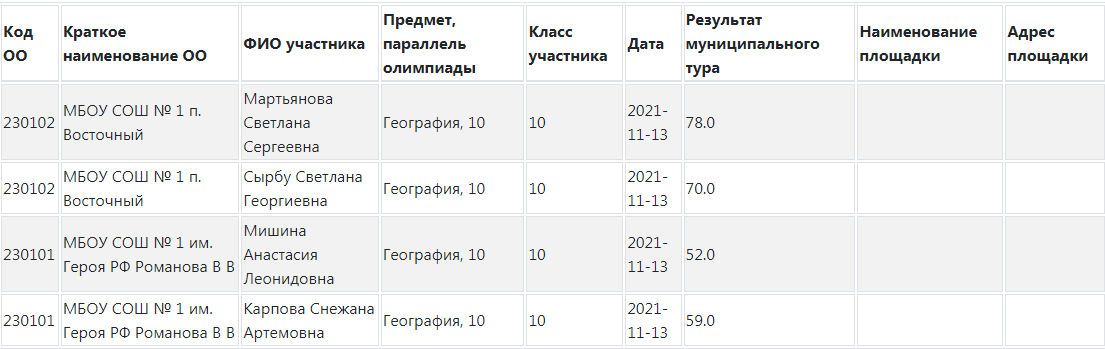 Код ОО
Краткое наименование ОО
ФИО участника
Предмет, параллель олимпиады
Класс участника
Дата
Результат муниципального тура
Наименование площадки
Адрес площадки
230102
МБОУ СОШ № 1 п.
Восточный
Мартьянова
Светлана
Сергеевна
География, 10
10
2021-
11-13
78.0
230102
МБОУ СОШ № 1 п.
Восточный
Сырбу Светлана
Георгиевна
География, 10
10
2021-
11-13
70.0
230101
МБОУ СОШ № 1 им.
Героя РФ Романова В В
Мишина
Анастасия
Леонидовна
География, 10
10
2021-
11-13
52.0
230101
МБОУ СОШ № 1 им.
Героя РФ Романова В В
Карпова Снежана
Артемовна
География, 10
10
2021-
11-13
59.0